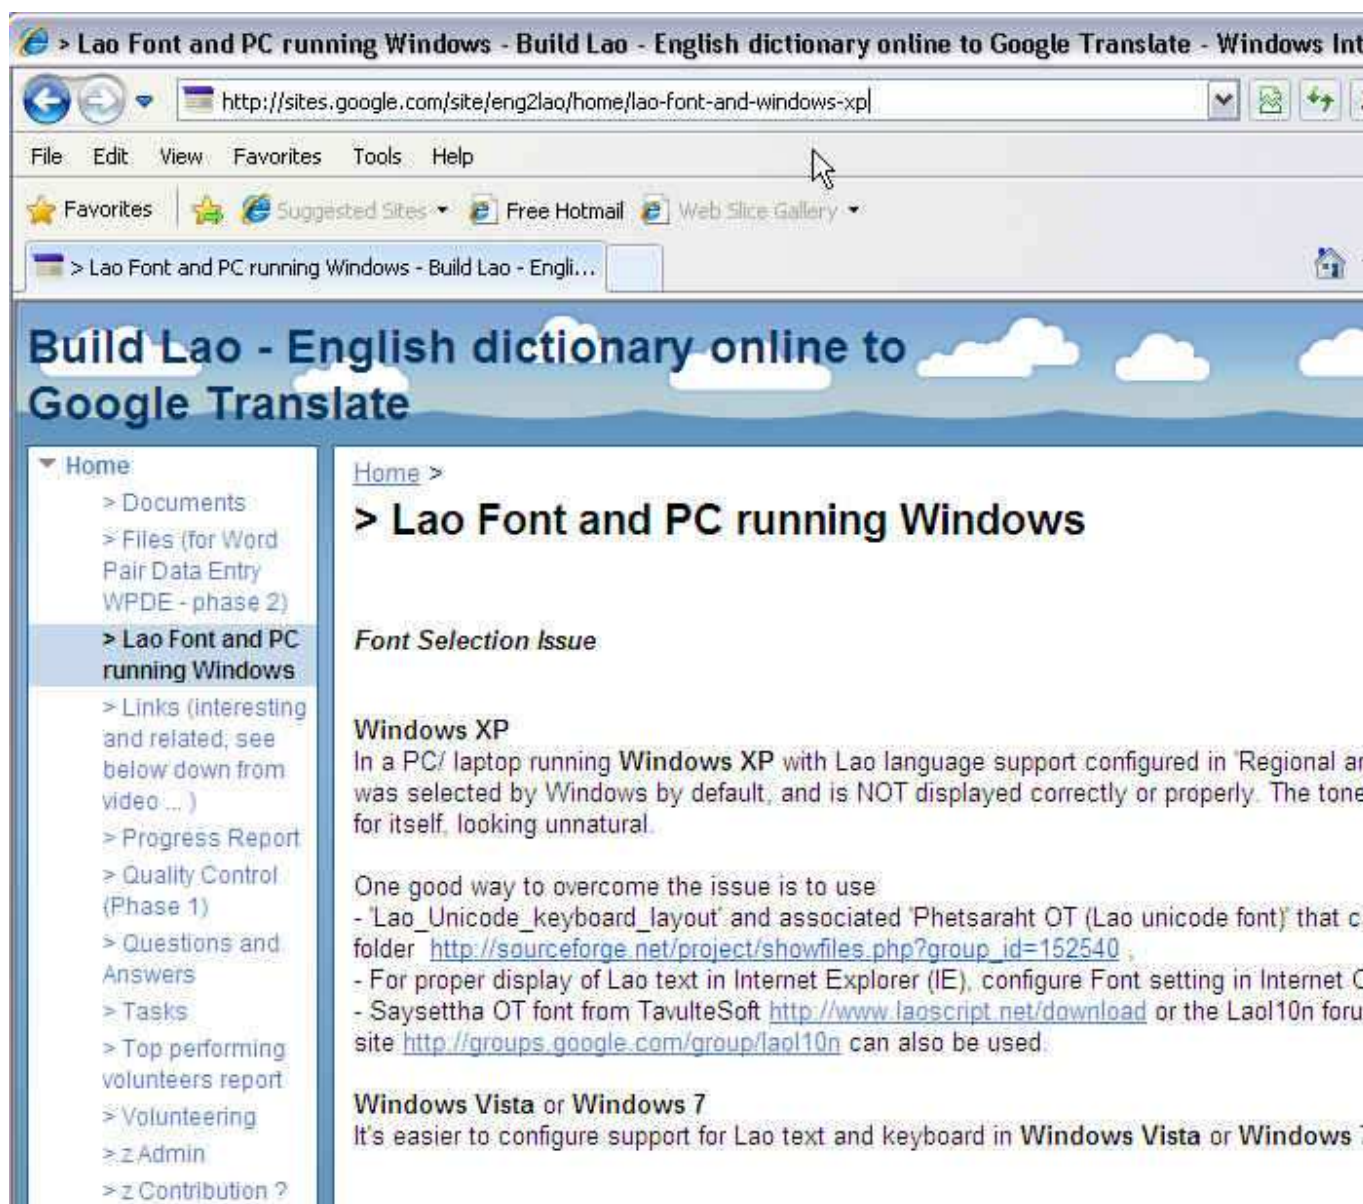 > Lao Font and PC running Windows - Build Lao - English dictionary online to Google Translate - Windows Int
http://sites.google.com/site/eng2lao/home/lao-font-and-windows-xp
File Edit View Favorites Tools Help
Favorites Suggested Sites Free Hotmail Web Slice Gallery
> Lao Font and PC running Windows - Build Lao - Engli...
Build Lao - English dictionary online to
Google Translate
Home
> Documents
> Files (for Word
Pair Data Entry
WPDE - phase 2)
> Lao Font and PC
running Windows
> Links (interesting
and related, see
below down from
video ... )
> Progress Report
> Quality Control
(Phase 1)
> Questions and
Answers
> Tasks
> Top performing
volunteers report
> Volunteering
> z Admin
> z Contribution ?
Home >
> Lao Font and PC running Windows
Font Selection Issue
Windows XP
In a PC/ laptop running Windows XP with Lao language support configured in 'Regional an
was selected by Windows by default, and is NOT displayed correctly or properly. The tone
for itself, looking unnatural.
One good way to overcome the issue is to use
- 'Lao_Unicode_keyboard_layout' and associated 'Phetsaraht OT (Lao unicode font)' that c
folder http://sourceforge.net/project/showfiles.php?group_id=152540 ,
- For proper display of Lao text in Internet Explorer (IE), configure Font setting in Internet O
- Saysettha OT font from TavulteSoft http://www.laoscript.net/download or the Laol10n foru
site http://groups.google.com/group/laol10n can also be used.
Windows Vista or Windows 7
It's easier to configure support for Lao text and keyboard in Windows Vista or Windows 7